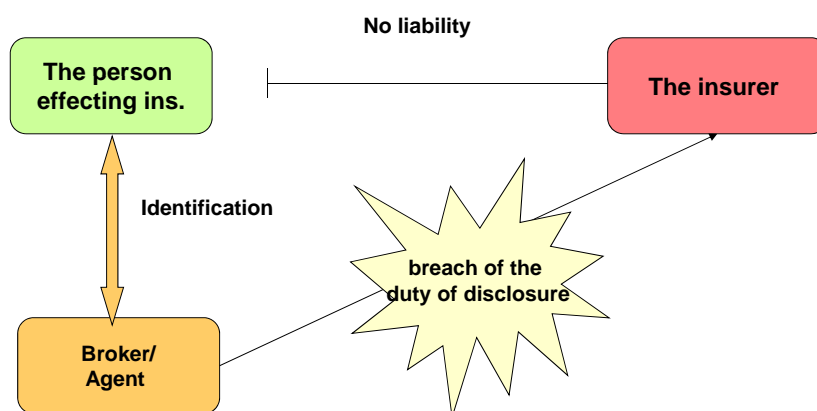 No liability
The person
effecting ins.
The insurer
Identification
breach of the
duty of disclosure
Broker/
Agent